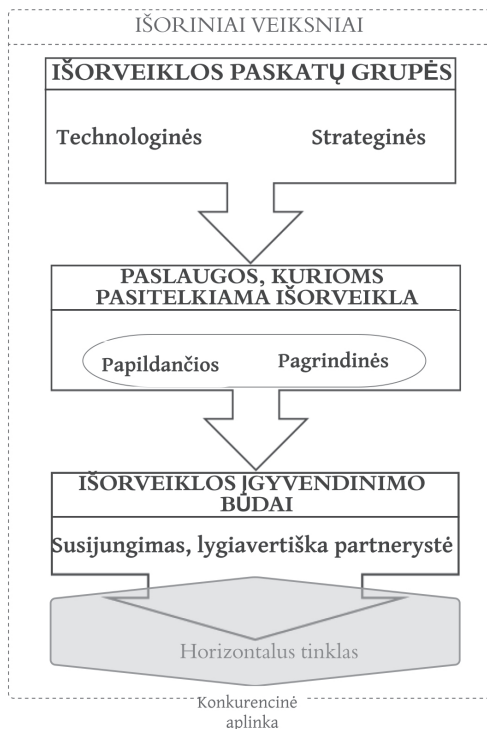 IŠORINIAI VEIKSNIAI
IŠORVEIKLOS PASKATŲ GRUPĖS
Technologinės Strateginės
PASLAUGOS, KURIOMS
PASITELKIAMA IŠORVEIKLA
Papildančios Pagrindinės
IŠORVEIKLOS ĮGYVENDINIMO
BŪDAI
Susijungimas, lygiavertiška partnerystė
Horizontalus tinklas
Konkurencinė
aplinka